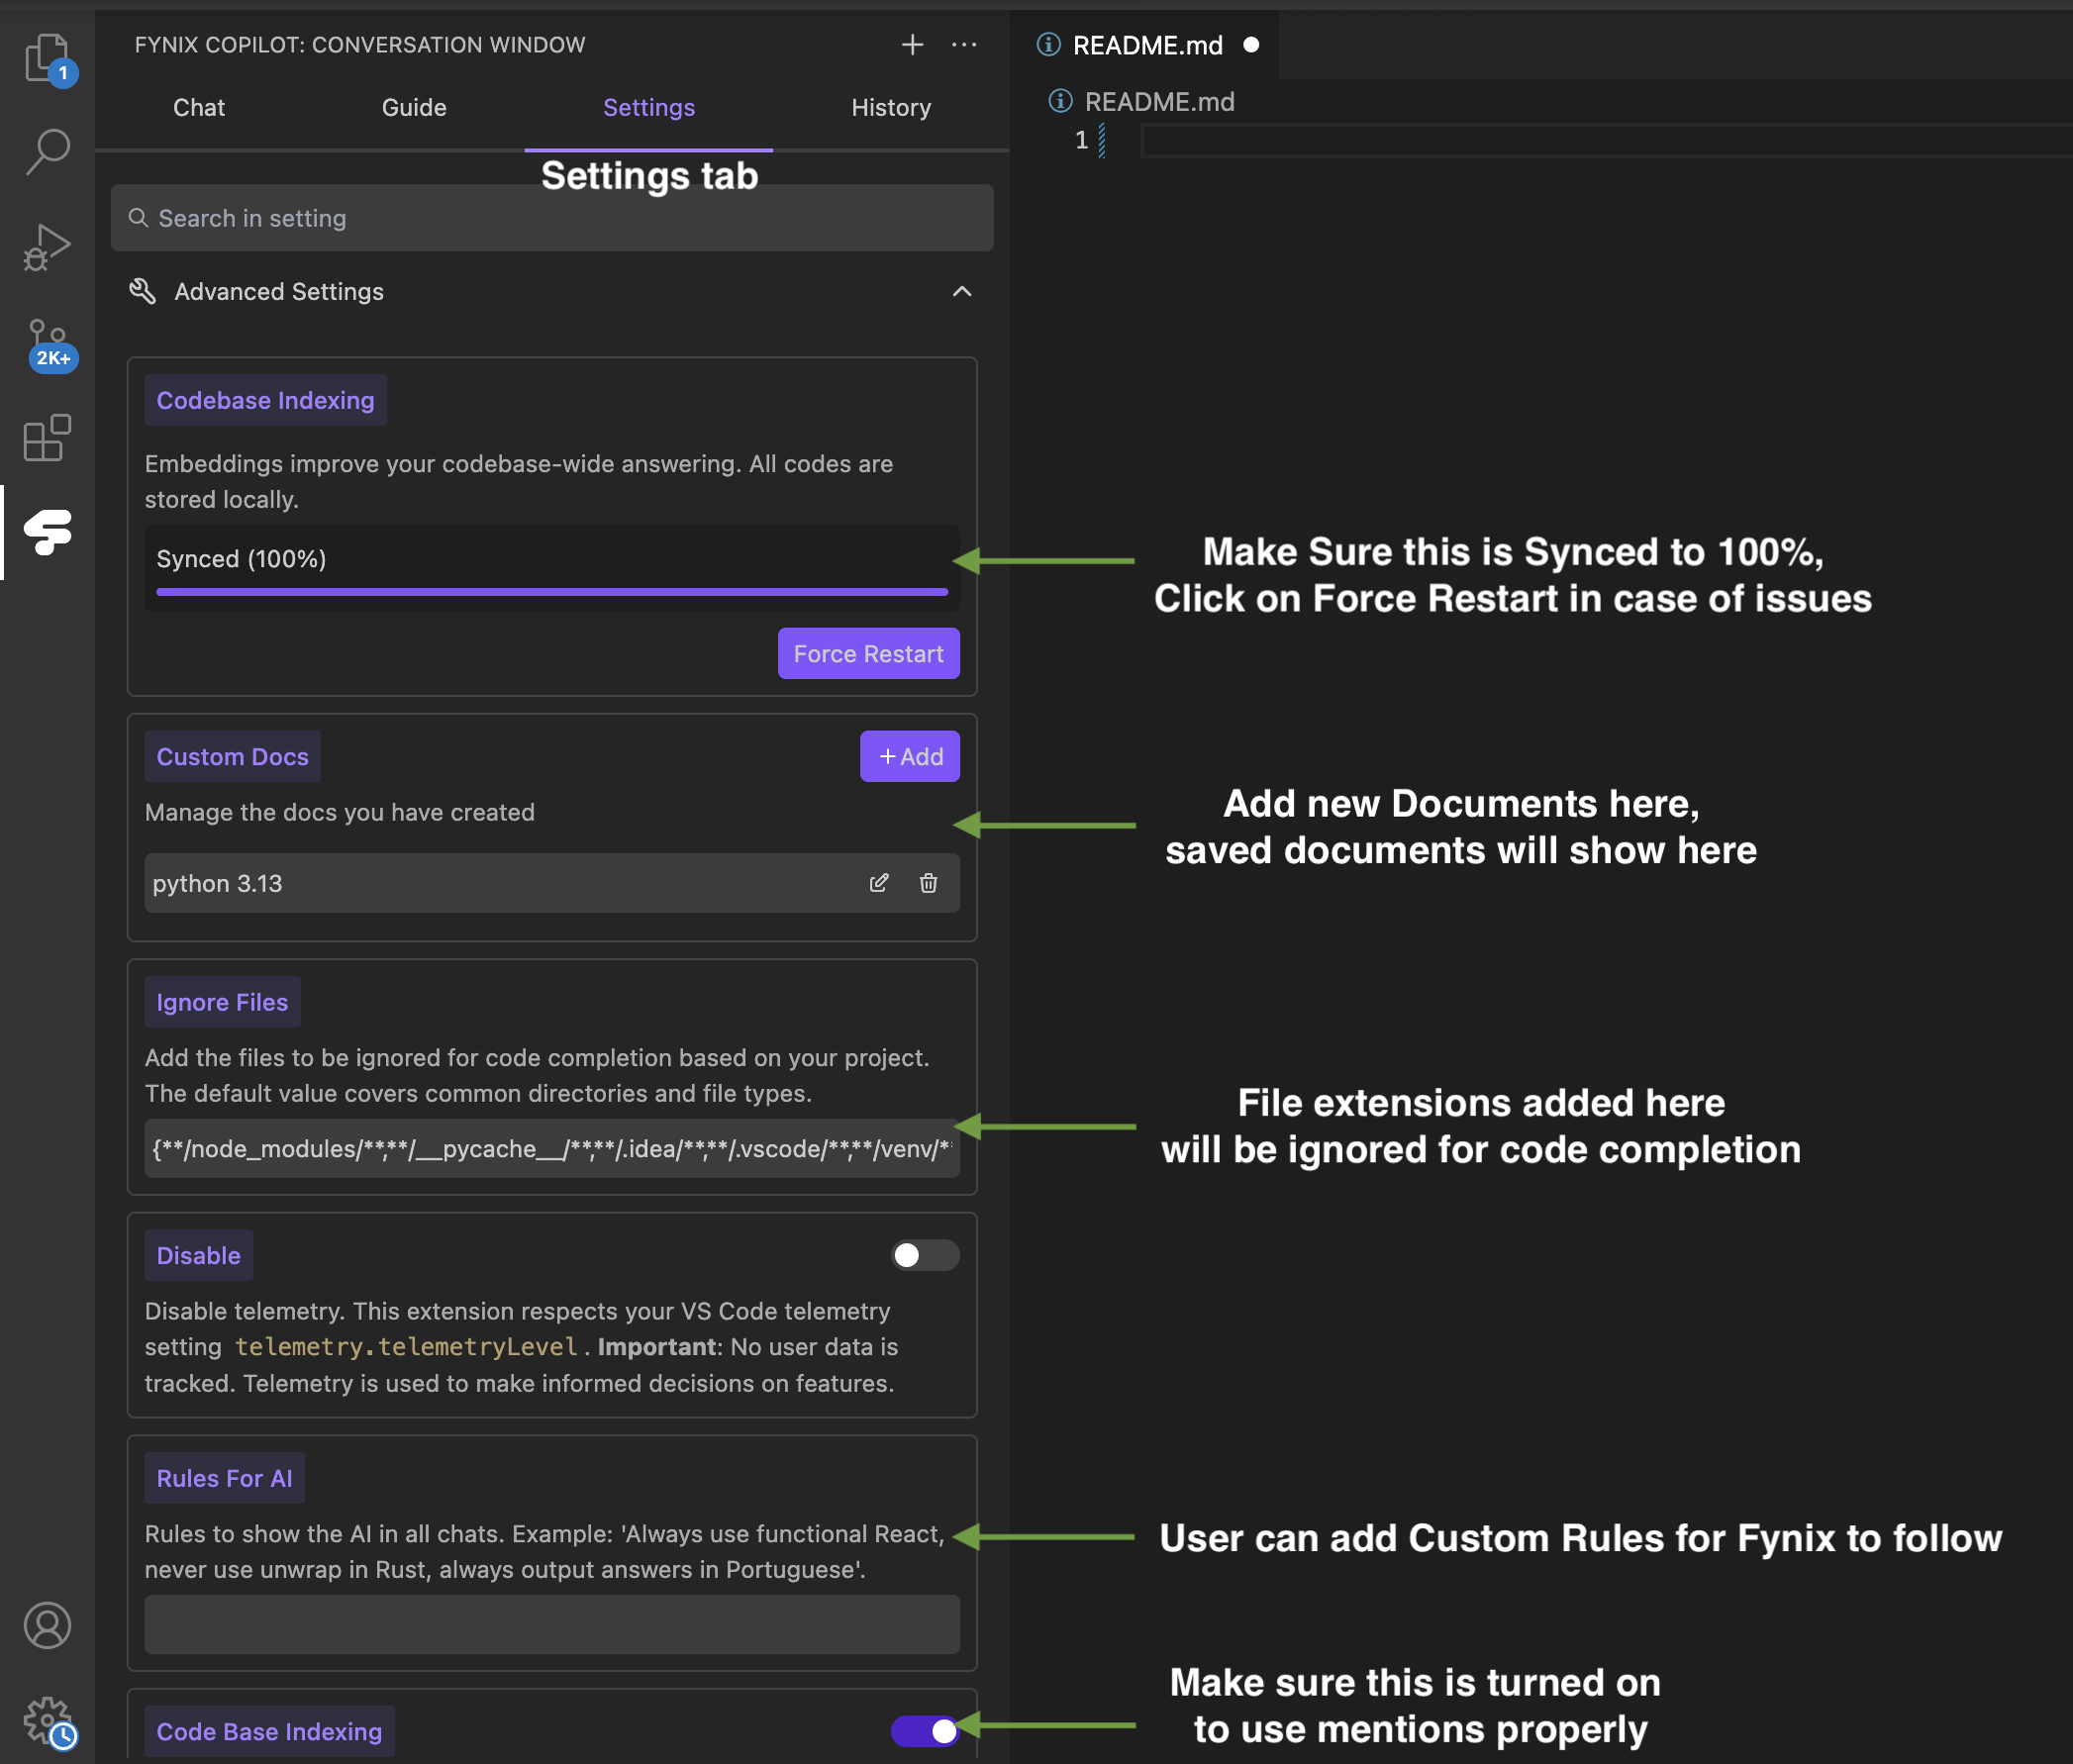 FYNIX COPILOT: CONVERSATION WINDOW
README.md
1
Chat
Guide
Settings
History
README.md
1
Settings tab
Search in setting
Advanced Settings
2K+
Codebase Indexing
Embeddings improve your codebase-wide answering. All codes are
stored locally.
Synced (100%)
Make Sure this is Synced to 100%,
Click on Force Restart in case of issues
Force Restart
Custom Docs
+ Add
Manage the docs you have created
Add new Documents here,
saved documents will show here
python 3.13
Ignore Files
Add the files to be ignored for code completion based on your project.
The default value covers common directories and file types.
File extensions added here
will be ignored for code completion
{**/node_modules/**,**/__pycache__/**,**/.idea/**,**/.vscode/**,**/venv/**
Disable
Disable telemetry. This extension respects your VS Code telemetry
setting telemetry.telemetryLevel. Important: No user data is
tracked. Telemetry is used to make informed decisions on features.
Rules For AI
Rules to show the AI in all chats. Example: 'Always use functional React,
never use unwrap in Rust, always output answers in Portuguese'.
User can add Custom Rules for Fynix to follow
Make sure this is turned on
to use mentions properly
Code Base Indexing